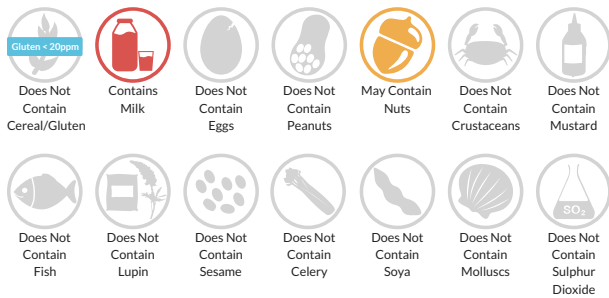 Gluten < 20ppm
Does Not
Contain
Cereal/Gluten
Contains
Milk
Does Not
Contain
Eggs
Does Not
Contain
Peanuts
May Contain
Nuts
Does Not
Contain
Crustaceans
Does Not
Contain
Mustard
Does Not
Contain
Fish
Does Not
Contain
Lupin
Does Not
Contain
Sesame
Does Not
Contain
Celery
Does Not
Contain
Soya
Does Not
Contain
Molluscs
SO₂
Does Not
Contain
Sulphur
Dioxide